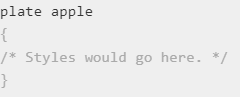 plate apple
{
/* Styles would go here. */
}